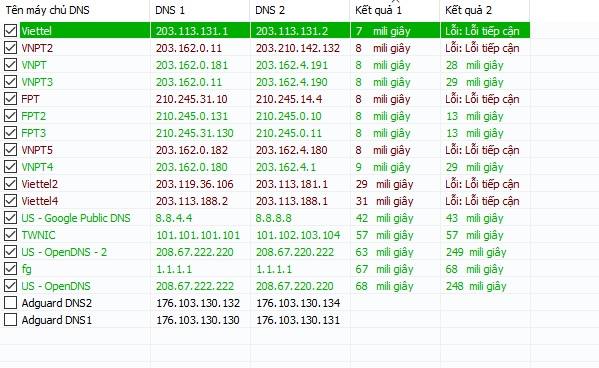 Tên máy chủ DNS DNS 1 DNS 2 Kết quả 1 Kết quả 2
Viettel 203.113.131.1 203.113.131.2 7 mili giây Lỗi: Lỗi tiếp cận
VNPT2 203.162.0.11 203.210.142.132 8 mili giây Lỗi: Lỗi tiếp cận
VNPT 203.162.0.181 203.162.4.191 8 mili giây 28 mili giây
VNPT3 203.162.0.11 203.162.4.190 8 mili giây 29 mili giây
FPT 210.245.31.10 210.245.14.4 8 mili giây Lỗi: Lỗi tiếp cận
FPT2 210.245.0.131 210.245.0.10 8 mili giây 13 mili giây
FPT3 210.245.31.130 210.245.0.11 8 mili giây 13 mili giây
VNPT5 203.162.0.182 203.162.4.180 8 mili giây Lỗi: Lỗi tiếp cận
VNPT4 203.162.0.180 203.162.4.1 9 mili giây 29 mili giây
Viettel2 203.119.36.106 203.113.181.1 29 mili giây Lỗi: Lỗi tiếp cận
Viettel4 203.113.188.2 203.113.188.1 31 mili giây Lỗi: Lỗi tiếp cận
US - Google Public DNS 8.8.4.4 8.8.8.8 42 mili giây 43 mili giây
TWNIC 101.101.101.101 101.102.103.104 57 mili giây 57 mili giây
US - OpenDNS - 2 208.67.222.220 208.67.220.222 63 mili giây 249 mili giây
fg 1.1.1.1 1.1.1.1 67 mili giây 68 mili giây
US - OpenDNS 208.67.222.222 208.67.220.220 68 mili giây 248 mili giây
Adguard DNS2 176.103.130.132 176.103.130.134
Adguard DNS1 176.103.130.130 176.103.130.131